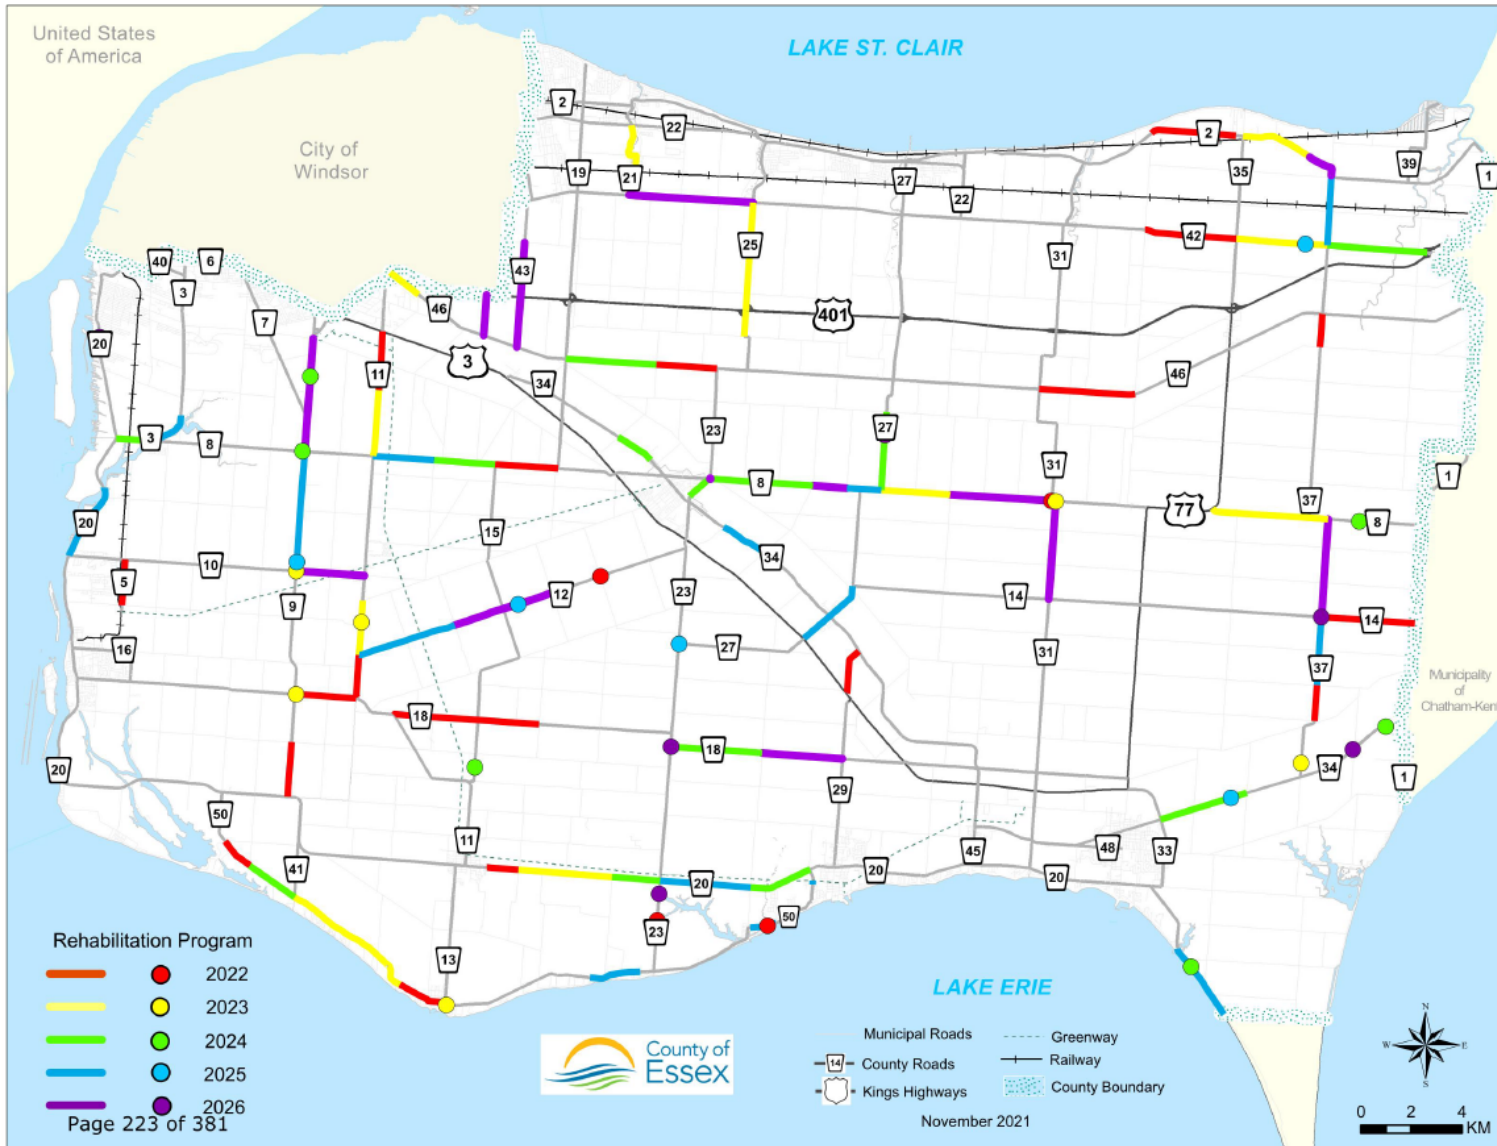 United States
of America
LAKE ST. CLAIR
City of
Windsor
2
22
2
19
21
27
22
35
39
1
42
25
31
40
6
3
43
46
401
7
20
11
3
34
46
3
8
23
27
8
31
77
37
8
1
20
10
5
15
34
12
9
23
14
14
16
27
31
37
Municipality
of
Chatham-Kent
18
18
34
1
20
29
50
11
41
20
20
45
48
33
20
50
23
13
Rehabilitation Program
2022
2023
2024
2025
2026
Page 223 of 381
LAKE ERIE
County of
Essex
Municipal Roads
14 County Roads
Kings Highways
Greenway
Railway
County Boundary
November 2021
N
W E
S
0 2 4
KM